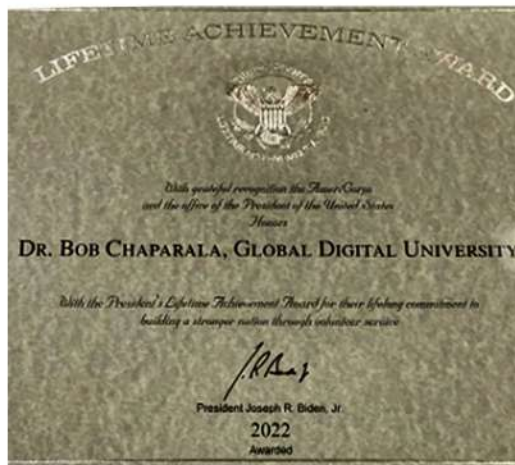 LIFETIME ACHIEVEMENT AWARD
With grateful recognition the AmeriCorps
and the office of the President of the United States
Honors
DR. BOB CHAPARALA, GLOBAL DIGITAL UNIVERSITY
With the President's Lifetime Achievement Award for their lifelong commitment to
building a stronger nation through volunteer service
President Joseph R. Biden, Jr.
2022
Awarded